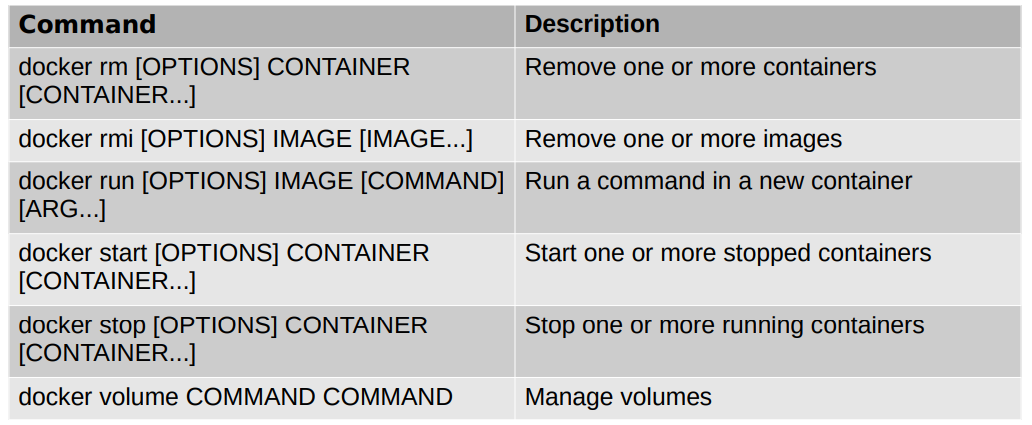 Command Description
docker rm [OPTIONS] CONTAINER Remove one or more containers
[CONTAINER...]
docker rmi [OPTIONS] IMAGE [IMAGE...] Remove one or more images
docker run [OPTIONS] IMAGE [COMMAND] Run a command in a new container
[ARG...]
docker start [OPTIONS] CONTAINER Start one or more stopped containers
[CONTAINER...]
docker stop [OPTIONS] CONTAINER Stop one or more running containers
[CONTAINER...]
docker volume COMMAND COMMAND Manage volumes